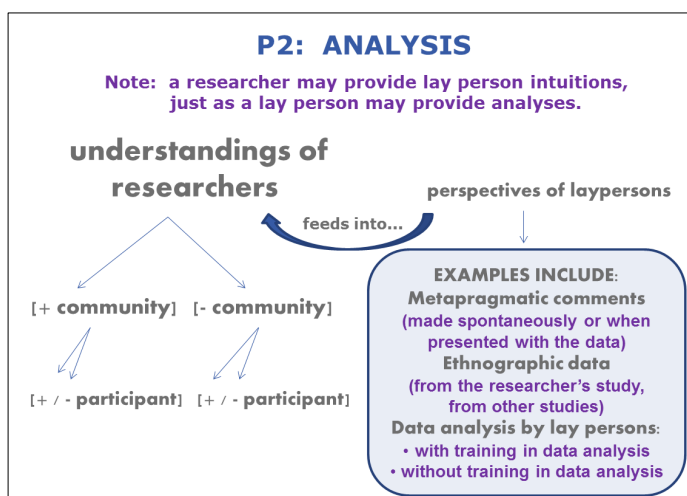 P2: ANALYSIS
Note: a researcher may provide lay person intuitions,
just as a lay person may provide analyses.
understandings of
researchers
perspectives of laypersons
feeds into...
[+ community] [- community]
[+ / - participant] [+ / - participant]
EXAMPLES INCLUDE:
Metapragmatic comments
(made spontaneously or when
presented with the data)
Ethnographic data
(from the researcher's study,
from other studies)
Data analysis by lay persons:
• with training in data analysis
• without training in data analysis